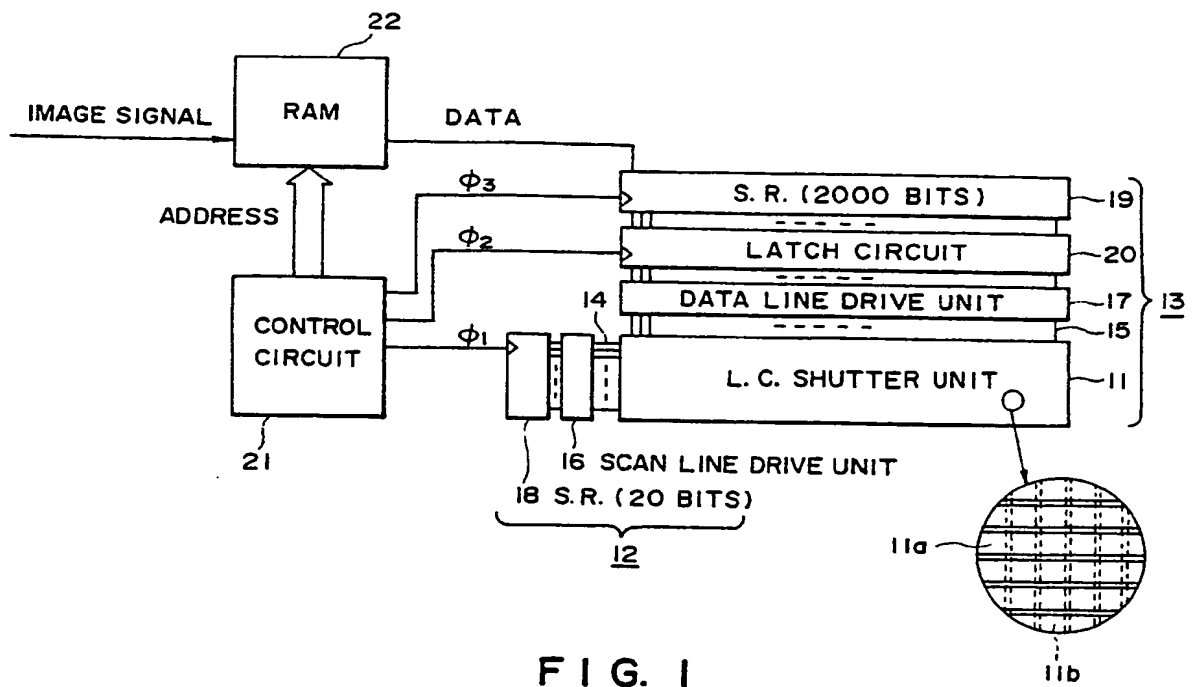 22
IMAGE SIGNAL
RAM
DATA
ADDRESS
ϕ3
S.R. (2000 BITS)
19
ϕ2
LATCH CIRCUIT
20
DATA LINE DRIVE UNIT
17
13
CONTROL
CIRCUIT
ϕ1
14
15
L. C. SHUTTER UNIT
11
21
16 SCAN LINE DRIVE UNIT
18 S.R. (20 BITS)
12
11a
11b
FIG. 1